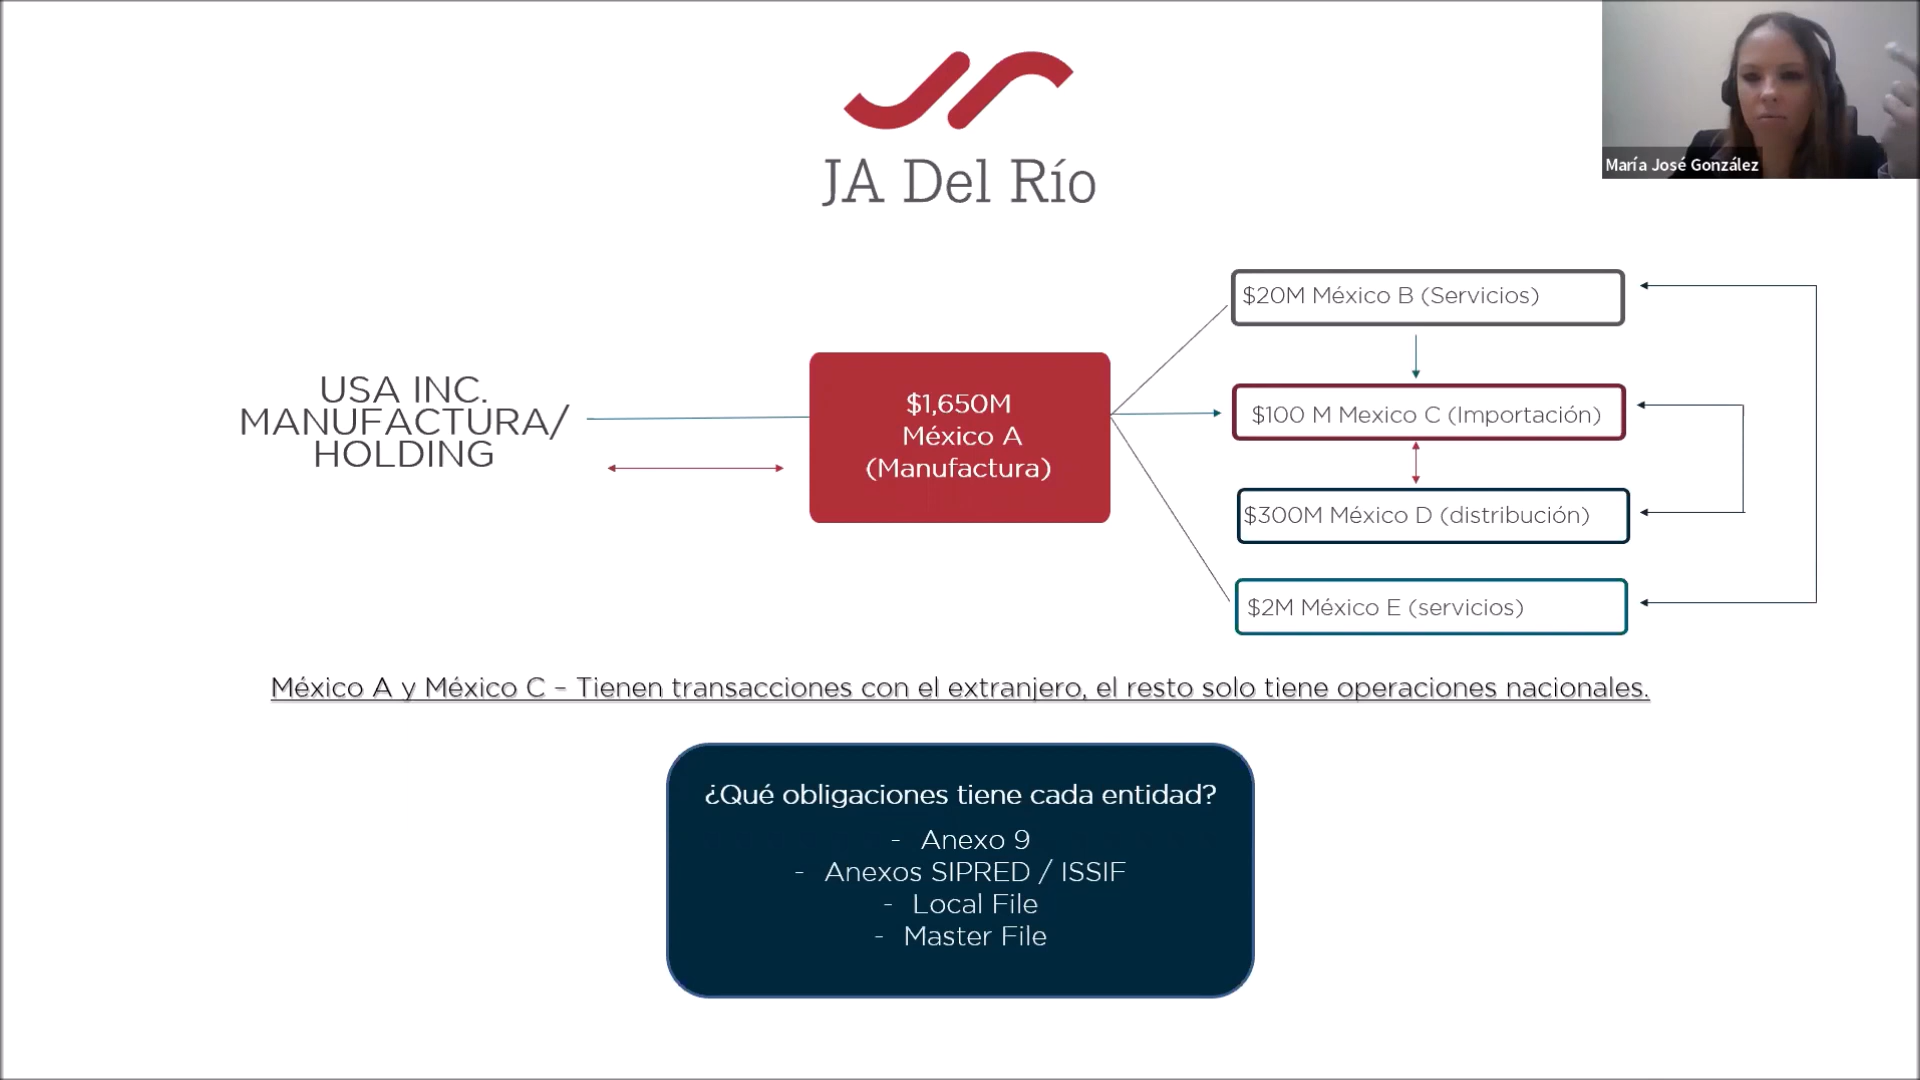 JA Del Río
María José González
USA INC.
MANUFACTURA/
HOLDING
$1,650M
México A
(Manufactura)
$20M México B (Servicios)
$100 M Mexico C (Importación)
$300M México D (distribución)
$2M México E (servicios)
México A y México C – Tienen transacciones con el extranjero, el resto solo tiene operaciones nacionales.
¿Qué obligaciones tiene cada entidad?
- Anexo 9
- Anexos SIPRED / ISSIF
- Local File
- Master File